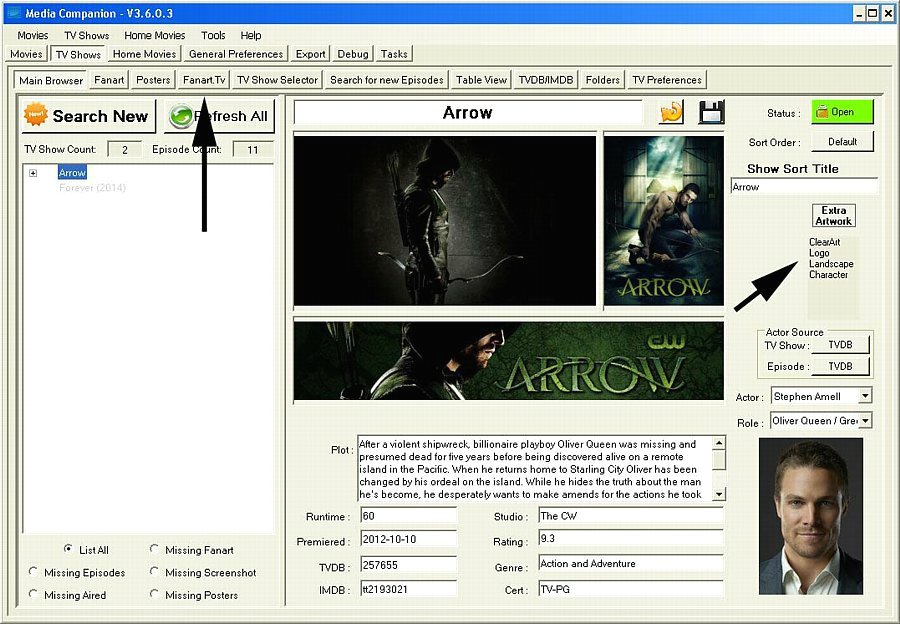 Media Companion - V3.6.0.3
Movies TV Shows Home Movies Tools Help
Movies TV Shows Home Movies General Preferences Export Debug Tasks
Main Browser Fanart Posters Fanart.Tv TV Show Selector Search for new Episodes Table View TVDB/IMDB Folders TV Preferences
New! Search New
Refresh All
TV Show Count: 2 Episode Count: 11
Arrow
Forever (2014)
List All
Missing Fanart
Missing Episodes
Missing Screenshot
Missing Aired
Missing Posters
Arrow
ARROW
CW
ARROW
Plot :
After a violent shipwreck, billionaire playboy Oliver Queen was missing and
presumed dead for five years before being discovered alive on a remote
island in the Pacific. When he returns home to Starling City Oliver has been
changed by his ordeal on the island. While he hides the truth about the man
he's become, he desperately wants to make amends for the actions he took
Runtime : 60
Studio : The CW
Premiered : 2012-10-10
Rating : 9.3
TVDB : 257655
Genre : Action and Adventure
IMDB : tt2193021
Cert : TV-PG
Status : Open
Sort Order : Default
Show Sort Title
Arrow
Extra
Artwork
ClearArt
Logo
Landscape
Character
Actor Source
TV Show : TVDB
Episode : TVDB
Actor : Stephen Amell
Role : Oliver Queen / Gre